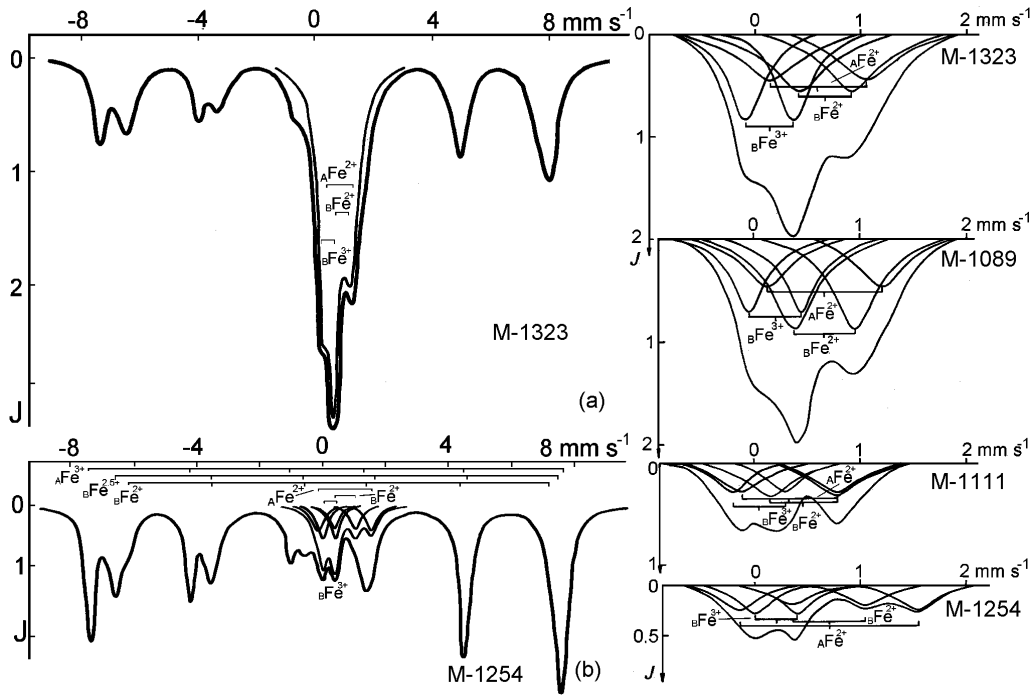 -8 -4 0 4 8 mm s⁻¹
0
1
2
J
AFe²⁺
BFe²⁺
BFe³⁺
M-1323
(a)
-8 -4 0 4 8 mm s⁻¹
AFe³⁺
BFe²·⁵⁺
BFe²⁺
AFe²⁺
BFe²⁺
0
1
J
BFe³⁺
M-1254
(b)
0 1 2 mm s⁻¹
0
M-1323
AFe²⁺
BFe²⁺
BFe³⁺
1
2
J
0 1 2 mm s⁻¹
M-1089
AFe²⁺
BFe³⁺
BFe²⁺
1
2
0 1 2 mm s⁻¹
0
M-1111
AFe²⁺
BFe³⁺
BFe²⁺
1
0 1 2 mm s⁻¹
0
M-1254
BFe³⁺
BFe²⁺
AFe²⁺
0.5
J